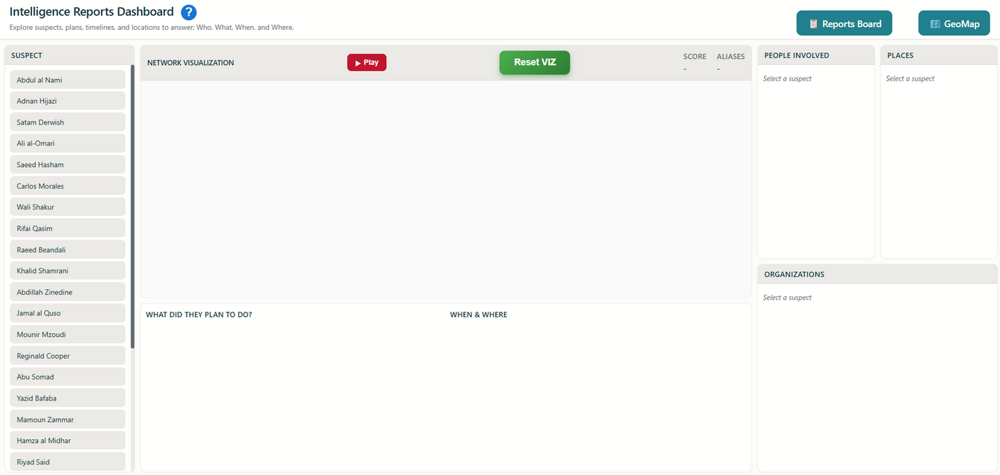 Intelligence Reports Dashboard ?
Explore suspects, plans, timelines, and locations to answer: Who, What, When, and Where.
Reports Board
GeoMap
SUSPECT
Abdul al Nami
Adnan Hijazi
Satam Derwish
Ali al-Omari
Saeed Hasham
Carlos Morales
Wali Shakur
Rifai Qasim
Raeed Beandali
Khalid Shamrani
Abdillah Zinedine
Jamal al Quso
Mounir Mzoudi
Reginald Cooper
Abu Somad
Yazid Bafaba
Mamoun Zammar
Hamza al Midhar
Riyad Said
NETWORK VISUALIZATION
▶ Play
Reset VIZ
SCORE
-
ALIASES
-
WHAT DID THEY PLAN TO DO?
WHEN & WHERE
PEOPLE INVOLVED
Select a suspect
PLACES
Select a suspect
ORGANIZATIONS
Select a suspect